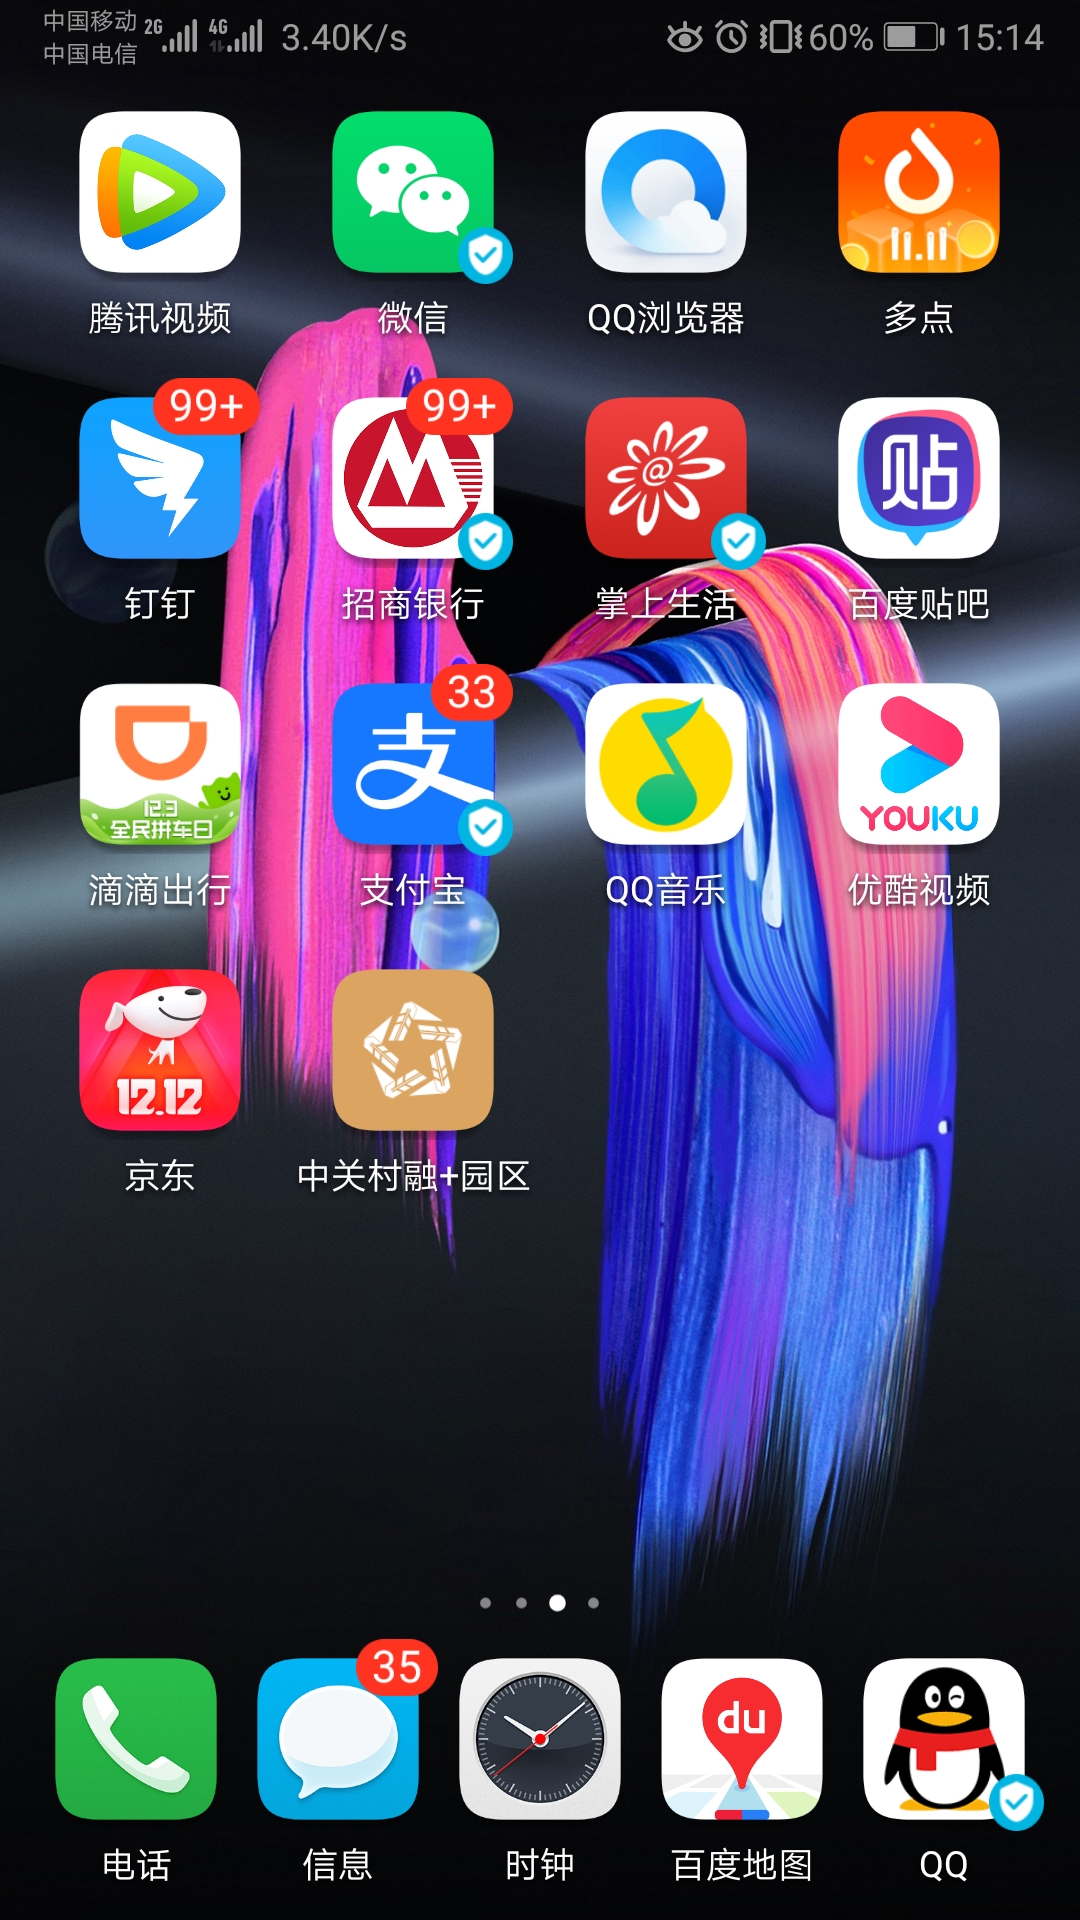 中国移动 2G 4G 3.40K/s 60% 15:14
中国电信
11.11
腾讯视频 微信 QQ浏览器 多点
99+ 99+
贴
钉钉 招商银行 掌上生活 百度贴吧
33
支
12.3
全民拼车日
YOUKU
滴滴出行 支付宝 QQ音乐 优酷视频
12.12
京东 中关村融+园区
35
du
电话 信息 时钟 百度地图 QQ